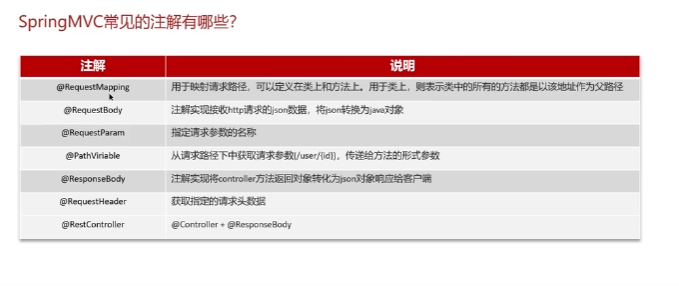 SpringMVC常见的注解有哪些?
注解 说明
@RequestMapping 用于映射请求路径，可以定义在类上和方法上。用于类上，则表示类中的所有的方法都是以该地址作为父路径
@RequestBody 注解实现接收http请求的json数据，将json转换为java对象
@RequestParam 指定请求参数的名称
@PathViriable 从请求路径下中获取请求参数(/user/{id})，传递给方法的形式参数
@ResponseBody 注解实现将controller方法返回对象转化为json对象响应给客户端
@RequestHeader 获取指定的请求头数据
@RestController @Controller + @ResponseBody